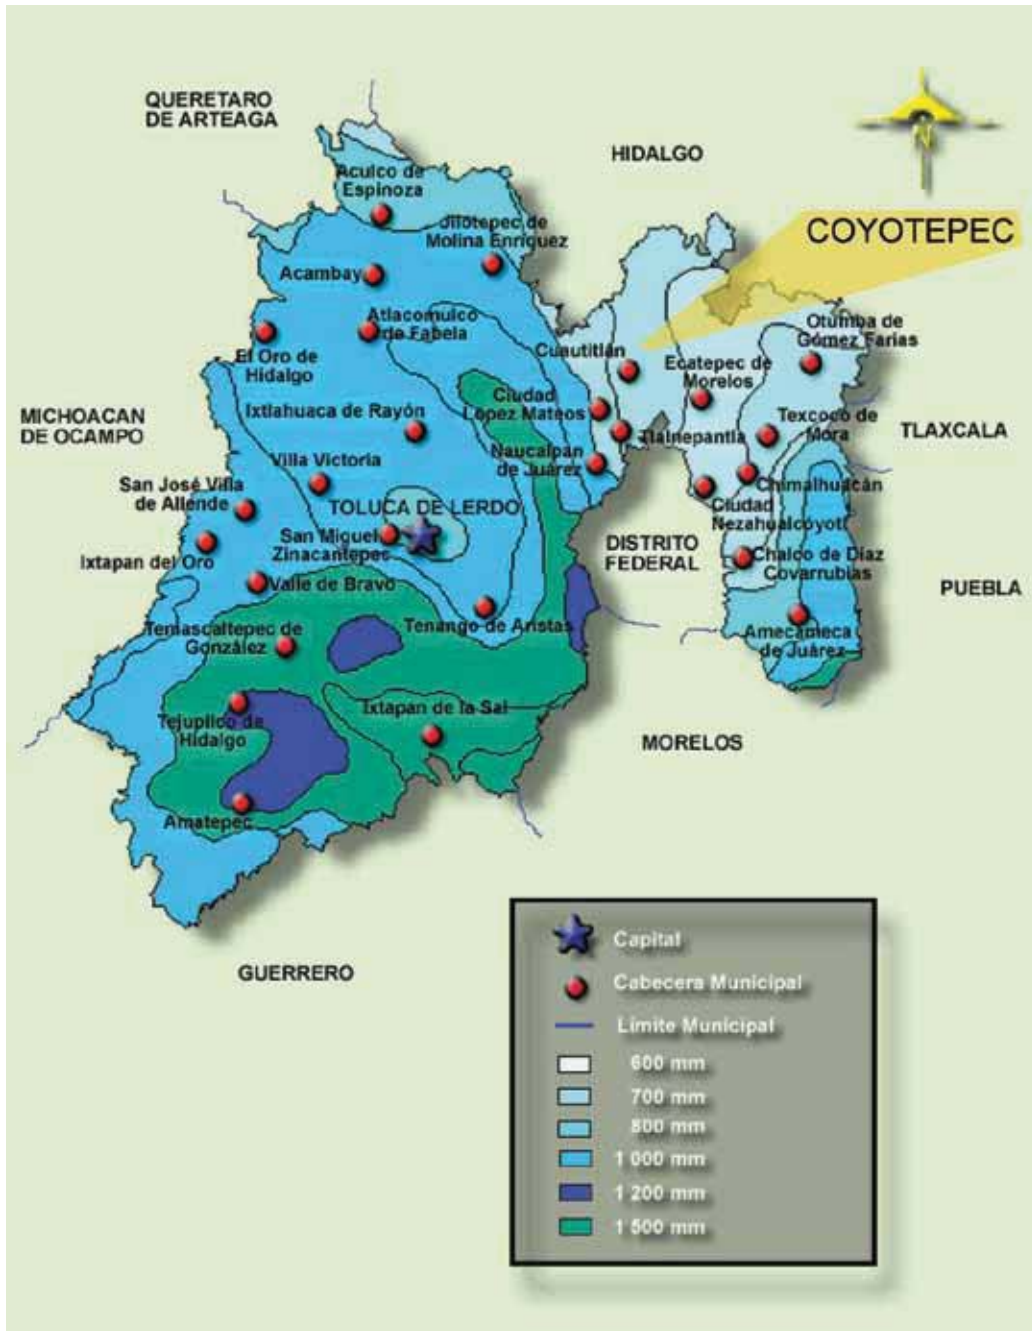 QUERETARO
DE ARTEAGA
HIDALGO
N
COYOTEPEC
Aculco de
Espinoza
Jilotepec de
Molina Enriquez
Acambay
Atlacomulco
de Fabela
Otumba de
Gómez Farias
El Oro de
Hidalgo
Cuautitlán
Ecatepec de
Morelos
MICHOACAN
DE OCAMPO
Ixtlahuaca de Rayón
Ciudad
López Mateos
Tlalnepantla
Texcoco de
Mora
TLAXCALA
Villa Victoria
Naucalpan
de Juárez
San José Villa
de Allende
TOLUCA DE LERDO
Chimalhuacán
Ciudad
Nezahualcoyotl
San Miguel
Zinacantepec
DISTRITO
FEDERAL
Ixtapan del Oro
Chalco de Diaz
Covarrubias
Valle de Bravo
PUEBLA
Temascaltepec de
González
Tenango de Aristas
Amecameca
de Juárez
Ixtapan de la Sal
Tejupilco de
Hidalgo
MORELOS
Amatepec
GUERRERO
Capital
Cabecera Municipal
Limite Municipal
600 mm
700 mm
800 mm
1 000 mm
1 200 mm
1 500 mm